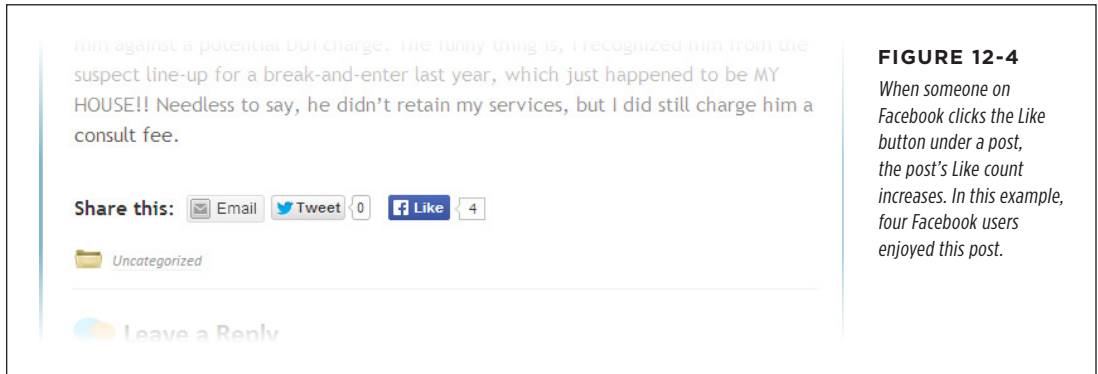 him against a potential DUI charge. The funny thing is, I recognized him from the
suspect line-up for a break-and-enter last year, which just happened to be MY
HOUSE!! Needless to say, he didn't retain my services, but I did still charge him a
consult fee.
Share this: Email Tweet 0 Like 4
Uncategorized
Leave a Reply
FIGURE 12-4
When someone on
Facebook clicks the Like
button under a post,
the post's Like count
increases. In this example,
four Facebook users
enjoyed this post.